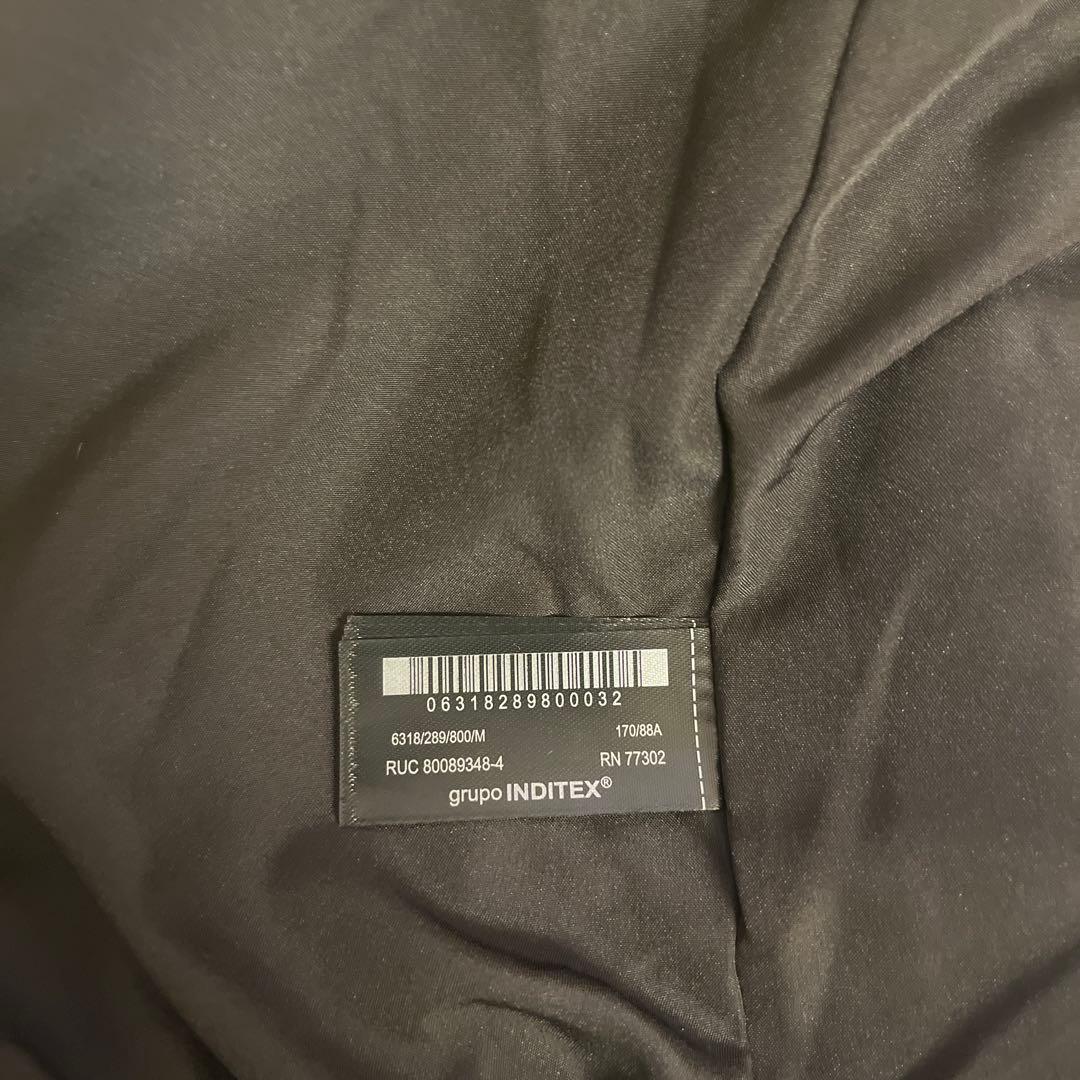 06318289800032
6318/289/800/M 170/88A
RUC 80089348-4 RN 77302
grupo INDITEX®